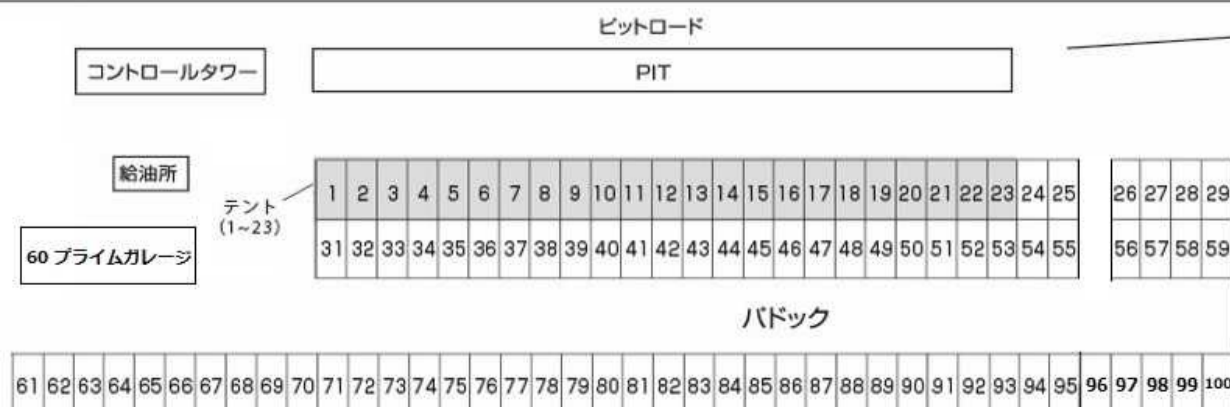 ピットロード
コントロールタワー
PIT
給油所
テント
(1~23)
1 2 3 4 5 6 7 8 9 10 11 12 13 14 15 16 17 18 19 20 21 22 23 24 25 26 27 28 29
60 プライムガレージ
31 32 33 34 35 36 37 38 39 40 41 42 43 44 45 46 47 48 49 50 51 52 53 54 55 56 57 58 59
パドック
61 62 63 64 65 66 67 68 69 70 71 72 73 74 75 76 77 78 79 80 81 82 83 84 85 86 87 88 89 90 91 92 93 94 95 96 97 98 99 100